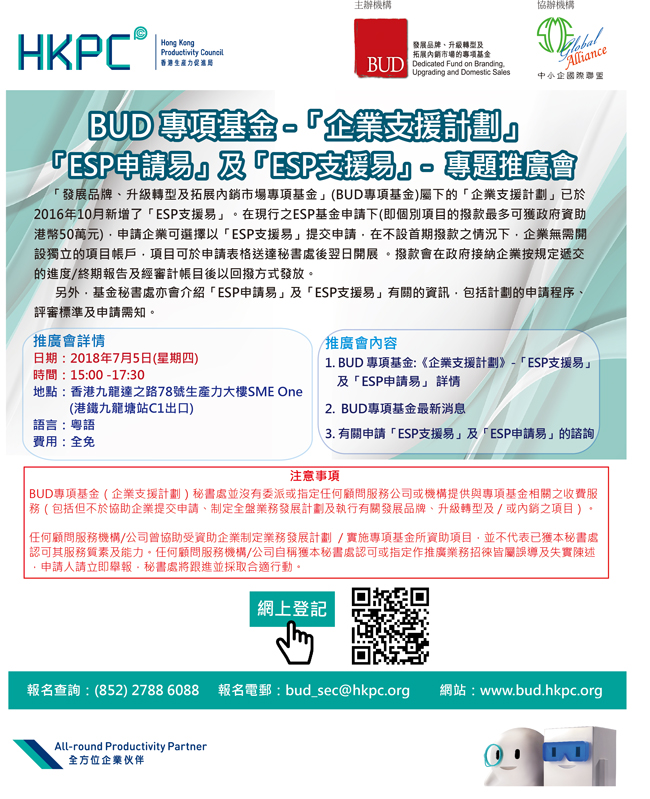 主辦機構
協辦機構
HKPC
Hong Kong
Productivity Council
香港生產力促進局
BUD
發展品牌、升級轉型及
拓展內銷市場的專項基金
Dedicated Fund on Branding,
Upgrading and Domestic Sales
SME Global
Alliance
中小企國際聯盟
BUD 專項基金 -「企業支援計劃」
「ESP申請易」及「ESP支援易」- 專題推廣會
「發展品牌、升級轉型及拓展內銷市場專項基金」(BUD專項基金)屬下的「企業支援計劃」已於
2016年10月新增了「ESP支援易」。在現行之ESP基金申請下(即個別項目的撥款最多可獲政府資助
港幣50萬元)，申請企業可選擇以「ESP支援易」提交申請，在不設首期撥款之情況下，企業無需開
設獨立的項目帳戶，項目可於申請表格送達秘書處後翌日開展 。撥款會在政府接納企業按規定遞交
的進度/終期報告及經審計帳目後以回撥方式發放。
另外，基金秘書處亦會介紹「ESP申請易」及「ESP支援易」有關的資訊，包括計劃的申請程序、
評審標準及申請需知。
推廣會詳情
日期：2018年7月5日(星期四)
時間：15:00 -17:30
地點：香港九龍達之路78號生產力大樓SME One
(港鐵九龍塘站C1出口)
語言：粵語
費用：全免
推廣會內容
1. BUD 專項基金:《企業支援計劃》-「ESP支援易」
及「ESP申請易」 詳情
2. BUD專項基金最新消息
3. 有關申請「ESP支援易」及「ESP申請易」的諮詢
注意事項
BUD專項基金（企業支援計劃）秘書處並沒有委派或指定任何顧問服務公司或機構提供與專項基金相關之收費服
務（包括但不於協助企業提交申請、制定全盤業務發展計劃及執行有關發展品牌、升級轉型及 / 或內銷之項目）。
任何顧問服務機構/公司曾協助受資助企業制定業務發展計劃 / 實施專項基金所資助項目，並不代表已獲本秘書處
認可其服務質素及能力。任何顧問服務機構/公司自稱獲本秘書處認可或指定作推廣業務招徠皆屬誤導及失實陳述
，申請人請立即舉報，秘書處將跟進並採取合適行動。
網上登記
報名查詢：(852) 2788 6088 報名電郵：bud_sec@hkpc.org 網站：www.bud.hkpc.org
All-round Productivity Partner
全方位企業伙伴